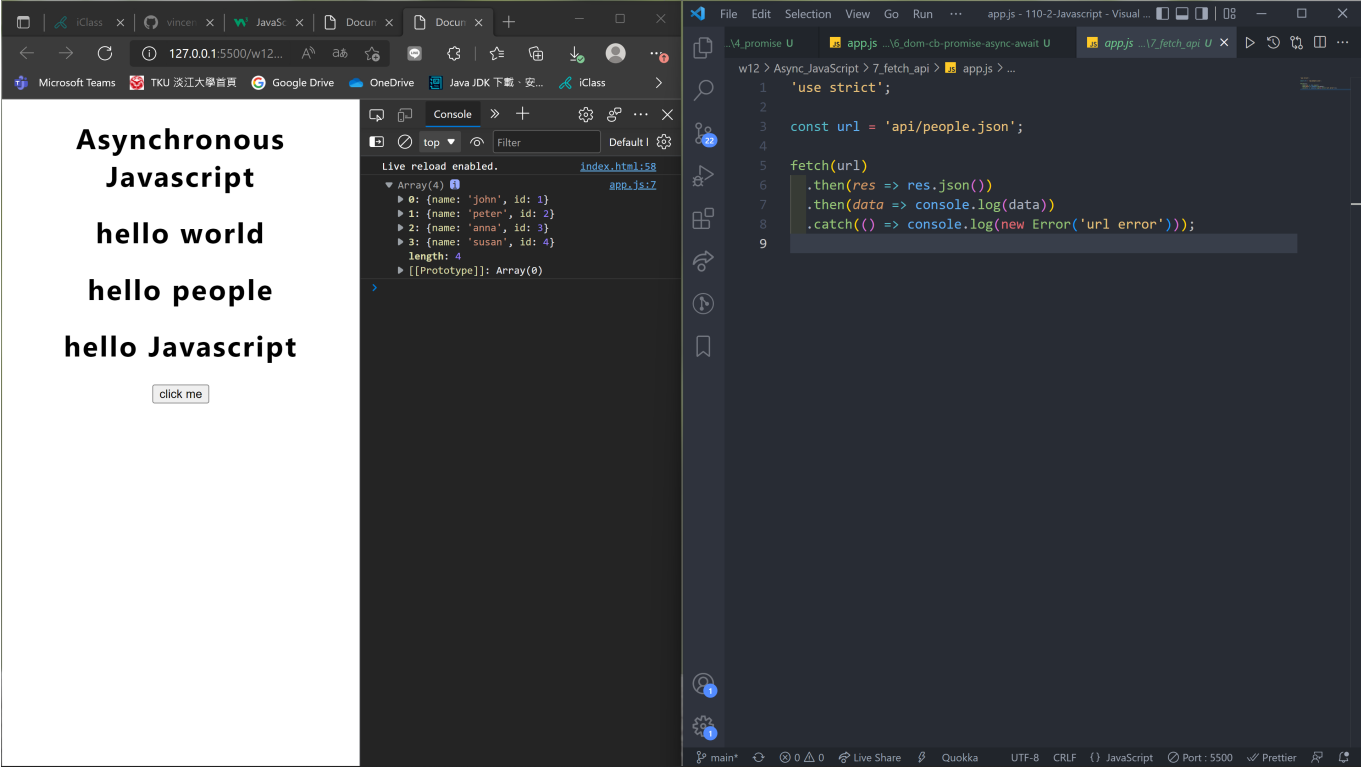 iClass
vincen
JavaSc
Docun
Docun
127.0.0.1:5500/w12...
Microsoft Teams
TKU 淡江大學首頁
Google Drive
OneDrive
Java JDK 下載、安...
iClass
Asynchronous
Javascript
hello world
hello people
hello Javascript
click me
Console
top
Filter
Default l
Live reload enabled. index.html:58
Array(4) app.js:7
0: {name: 'john', id: 1}
1: {name: 'peter', id: 2}
2: {name: 'anna', id: 3}
3: {name: 'susan', id: 4}
length: 4
[[Prototype]]: Array(0)
File Edit Selection View Go Run ··· app.js - 110-2-Javascript - Visual ...
...\4_promise U
app.js ...\6_dom-cb-promise-async-await U
app.js ...\7_fetch_api U
w12 > Async_JavaScript > 7_fetch_api > app.js > ...
1 'use strict';
2
3 const url = 'api/people.json';
4
5 fetch(url)
6 .then(res => res.json())
7 .then(data => console.log(data))
8 .catch(() => console.log(new Error('url error')));
9
22
1
1
main* 0 0 Live Share Quokka UTF-8 CRLF {} JavaScript Port : 5500 Prettier